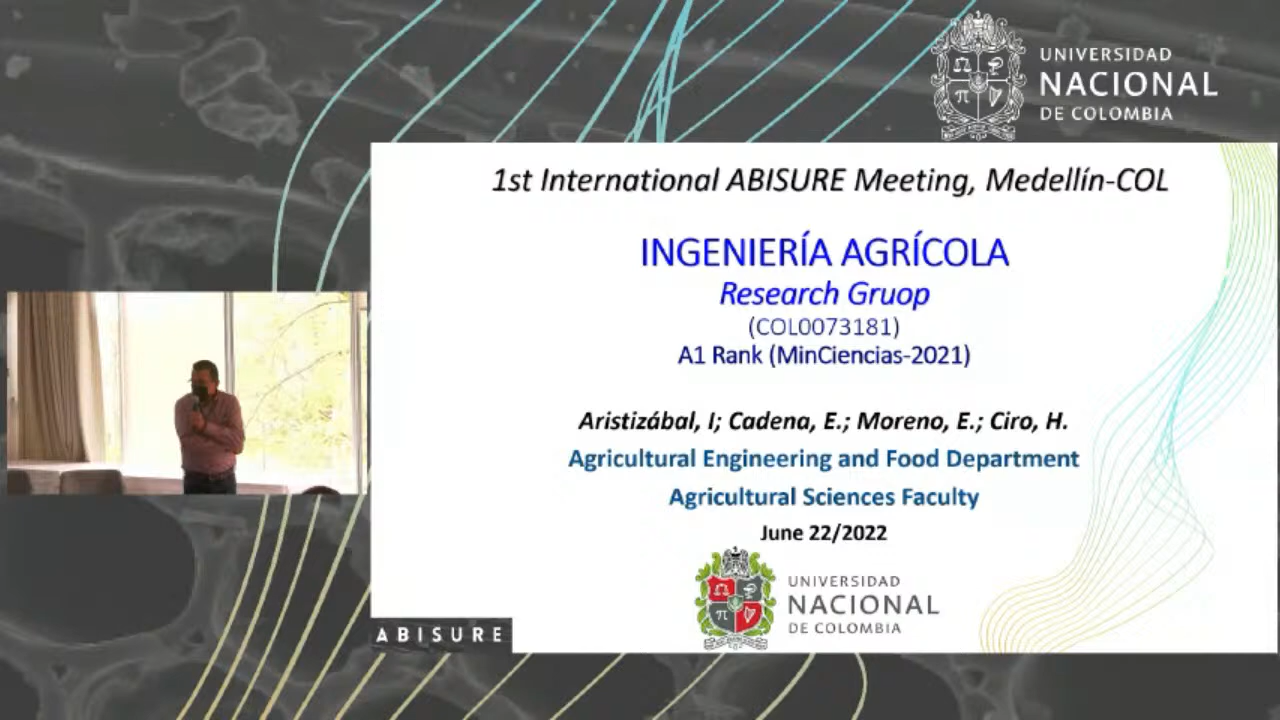 UNIVERSIDAD
NACIONAL
DE COLOMBIA
1st International ABISURE Meeting, Medellín-COL
INGENIERÍA AGRÍCOLA
Research Gruop
(COL0073181)
A1 Rank (MinCiencias-2021)
Aristizábal, I; Cadena, E.; Moreno, E.; Ciro, H.
Agricultural Engineering and Food Department
Agricultural Sciences Faculty
June 22/2022
UNIVERSIDAD
NACIONAL
DE COLOMBIA
ABISURE